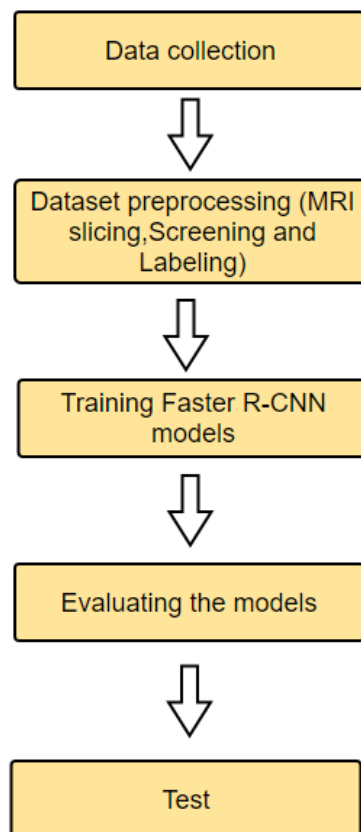 Data collection
Dataset preprocessing (MRI
slicing,Screening and
Labeling)
Training Faster R-CNN
models
Evaluating the models
Test